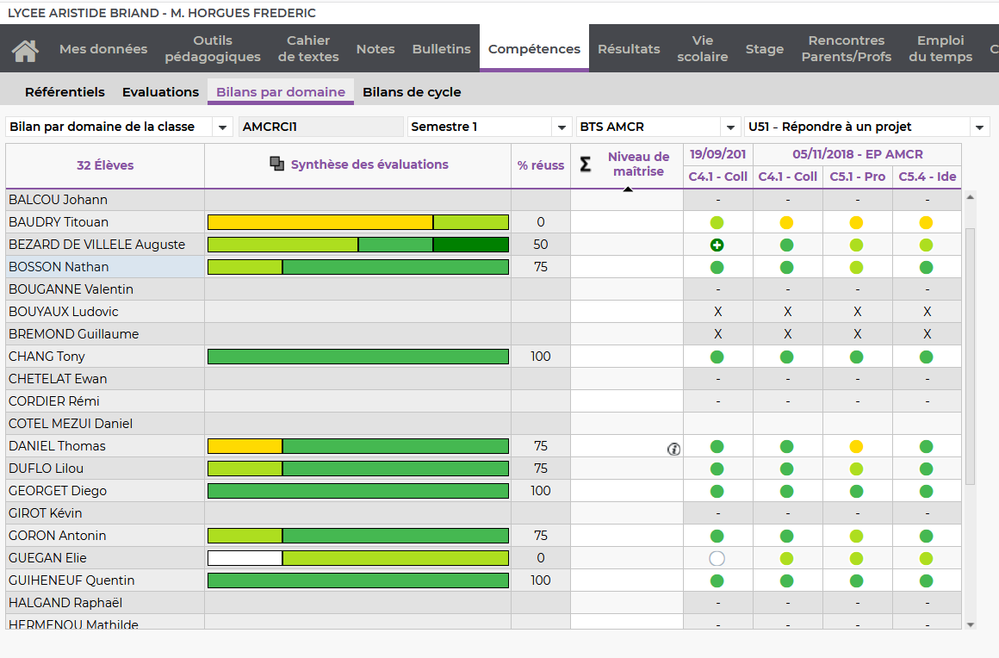 LYCEE ARISTIDE BRIAND - M. HORGUES FREDERIC
Mes données
Outils pédagogiques
Cahier de textes
Notes
Bulletins
Compétences
Résultats
Vie scolaire
Stage
Rencontres Parents/Profs
Emploi du temps
C
Référentiels Evaluations Bilans par domaine Bilans de cycle
Bilan par domaine de la classe AMCRCI1 Semestre 1 BTS AMCR U51 - Répondre à un projet
32 Élèves Synthèse des évaluations % réuss Σ Niveau de maîtrise 19/09/201 05/11/2018 - EP AMCR
C4.1 - Coll C4.1 - Coll C5.1 - Pro C5.4 - Ide
BALCOU Johann - - - -
BAUDRY Titouan 0
BEZARD DE VILLELE Auguste 50
BOSSON Nathan 75
BOUGANNE Valentin - - - -
BOUYAUX Ludovic X X X X
BREMOND Guillaume X X X X
CHANG Tony 100
CHETELAT Ewan - - - -
CORDIER Rémi - - - -
COTEL MEZUI Daniel
DANIEL Thomas 75 i
DUFLO Lilou 75
GEORGET Diego 100
GIROT Kévin - - - -
GORON Antonin 75
GUEGAN Elie 0
GUIHENEUF Quentin 100
HALGAND Raphaël - - - -
HERMENOU Mathilde - - - -